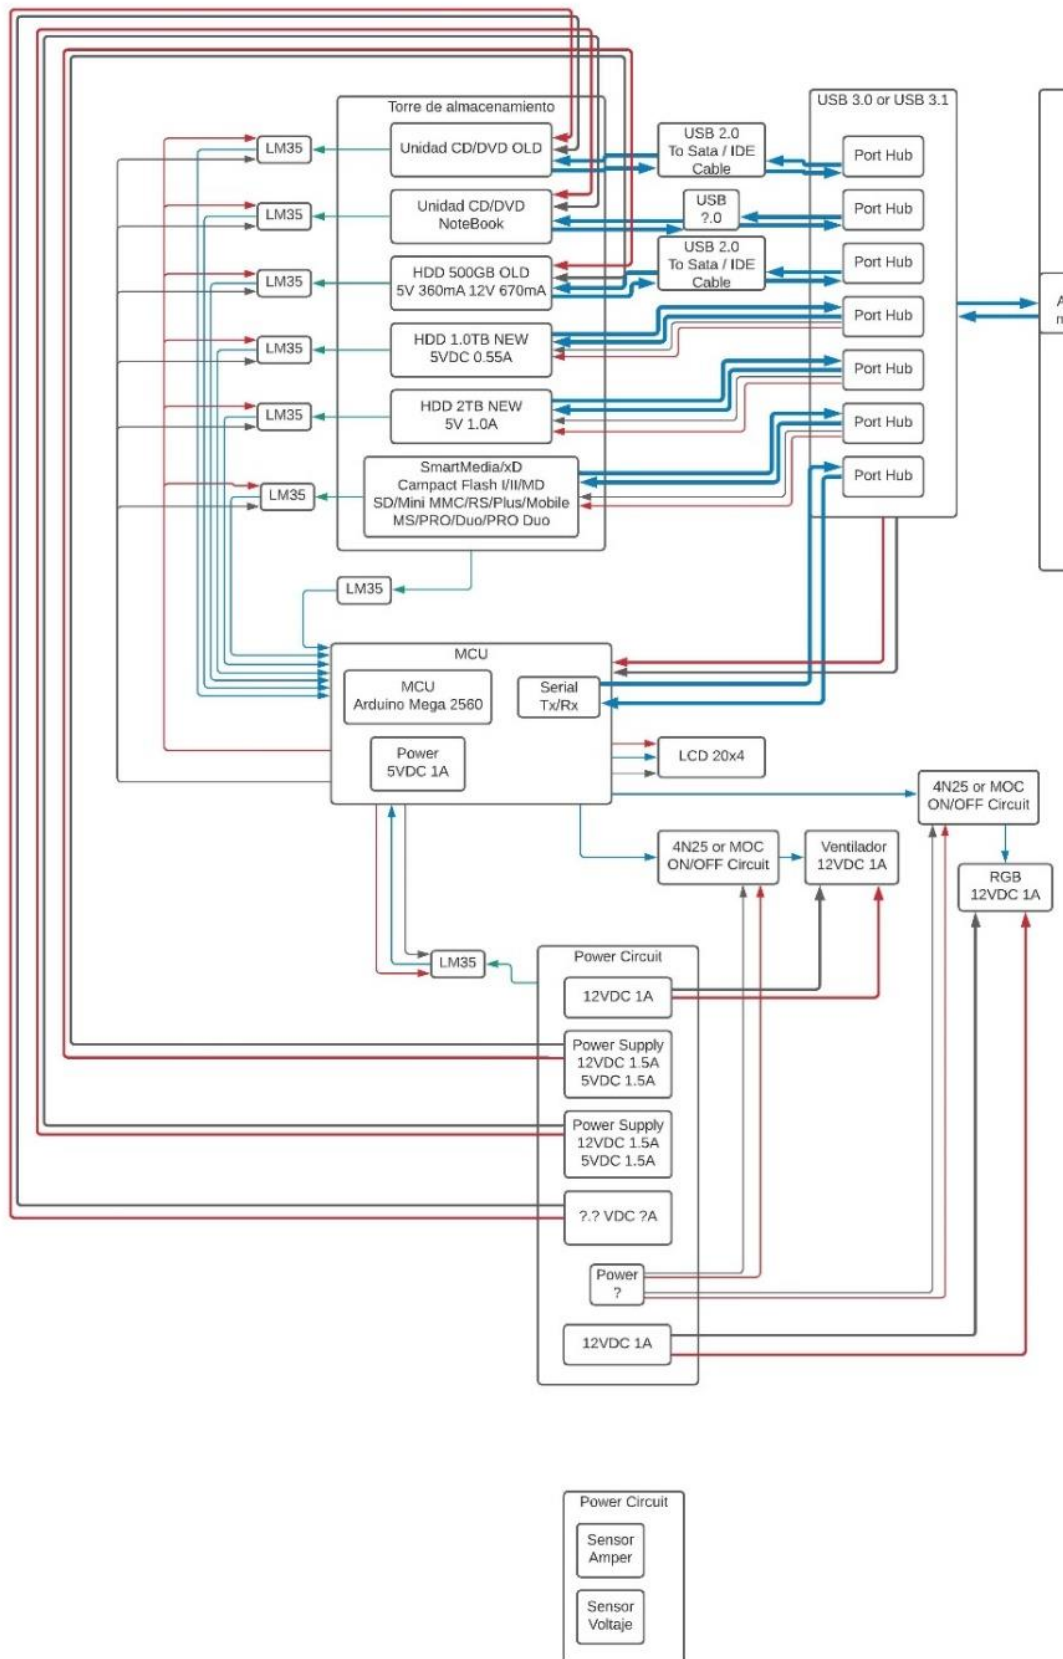 Torre de almacenamiento
USB 3.0 or USB 3.1
LM35
Unidad CD/DVD OLD
USB 2.0
To Sata / IDE
Cable
Port Hub
LM35
Unidad CD/DVD
NoteBook
USB
?.0
Port Hub
LM35
HDD 500GB OLD
5V 360mA 12V 670mA
USB 2.0
To Sata / IDE
Cable
Port Hub
LM35
HDD 1.0TB NEW
5VDC 0.55A
Port Hub
LM35
HDD 2TB NEW
5V 1.0A
Port Hub
LM35
SmartMedia/xD
Campact Flash I/II/MD
SD/Mini MMC/RS/Plus/Mobile
MS/PRO/Duo/PRO Duo
Port Hub
Port Hub
LM35
MCU
MCU
Arduino Mega 2560
Serial
Tx/Rx
Power
5VDC 1A
LCD 20x4
4N25 or MOC
ON/OFF Circuit
4N25 or MOC
ON/OFF Circuit
Ventilador
12VDC 1A
RGB
12VDC 1A
LM35
Power Circuit
12VDC 1A
Power Supply
12VDC 1.5A
5VDC 1.5A
Power Supply
12VDC 1.5A
5VDC 1.5A
?.? VDC ?A
Power
?
12VDC 1A
Power Circuit
Sensor
Amper
Sensor
Voltaje